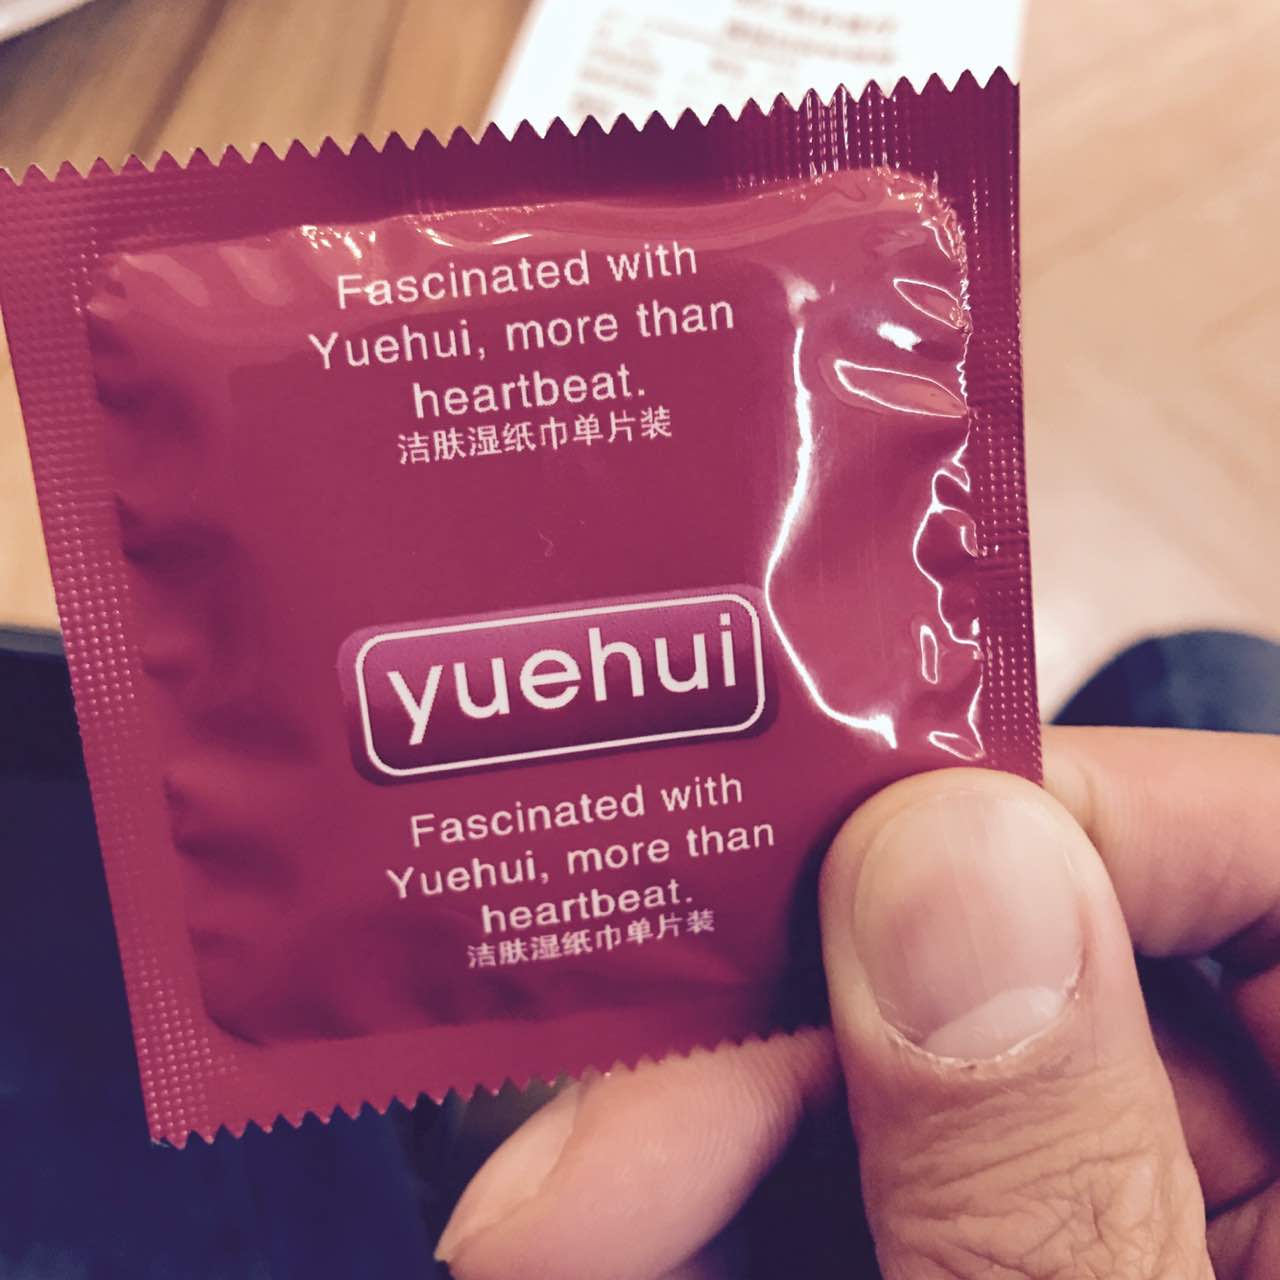 Fascinated with
Yuehui, more than
heartbeat.
洁肤湿纸巾单片装
yuehui
Fascinated with
Yuehui, more than
heartbeat.
洁肤湿纸巾单片装